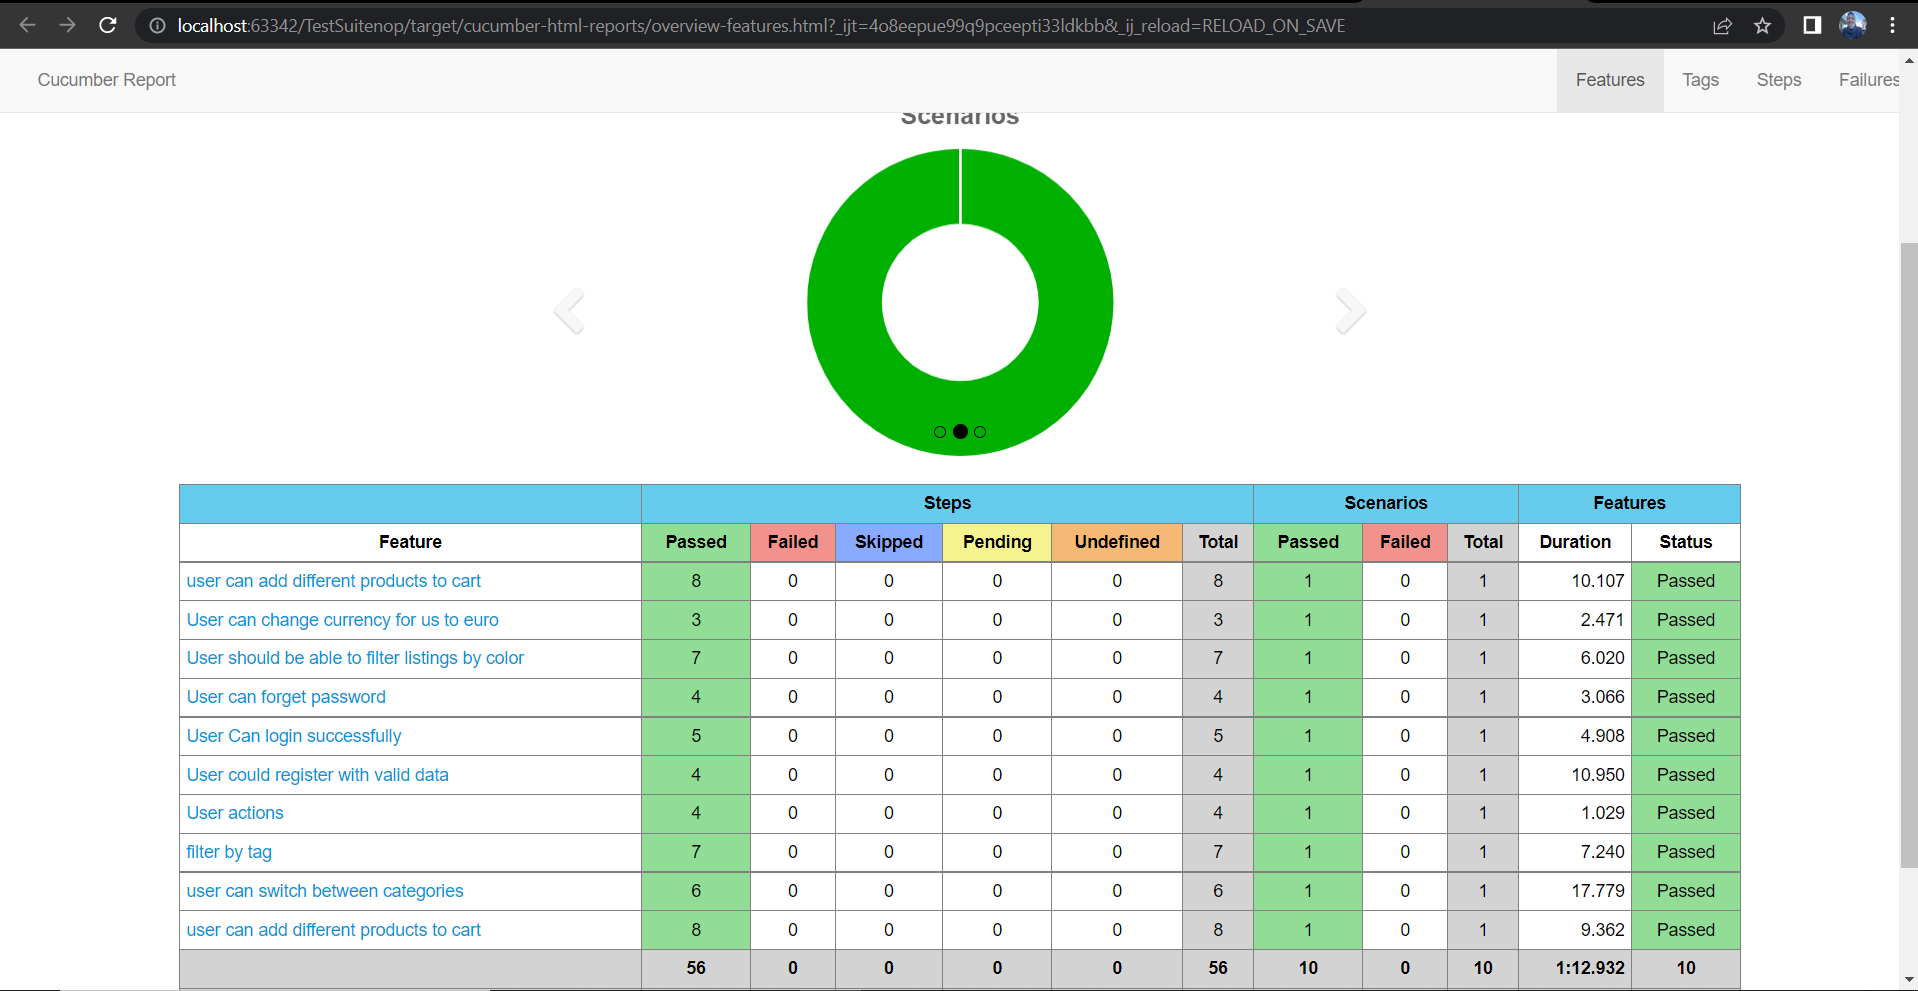 localhost:63342/TestSuitenop/target/cucumber-html-reports/overview-features.html?_ijt=4o8eepue99q9pceepti33ldkbb&_ij_reload=RELOAD_ON_SAVE
Cucumber Report Features Tags Steps Failures
Scenarios
Steps Scenarios Features
Feature Passed Failed Skipped Pending Undefined Total Passed Failed Total Duration Status
user can add different products to cart 8 0 0 0 0 8 1 0 1 10.107 Passed
User can change currency for us to euro 3 0 0 0 0 3 1 0 1 2.471 Passed
User should be able to filter listings by color 7 0 0 0 0 7 1 0 1 6.020 Passed
User can forget password 4 0 0 0 0 4 1 0 1 3.066 Passed
User Can login successfully 5 0 0 0 0 5 1 0 1 4.908 Passed
User could register with valid data 4 0 0 0 0 4 1 0 1 10.950 Passed
User actions 4 0 0 0 0 4 1 0 1 1.029 Passed
filter by tag 7 0 0 0 0 7 1 0 1 7.240 Passed
user can switch between categories 6 0 0 0 0 6 1 0 1 17.779 Passed
user can add different products to cart 8 0 0 0 0 8 1 0 1 9.362 Passed
56 0 0 0 0 56 10 0 10 1:12.932 10